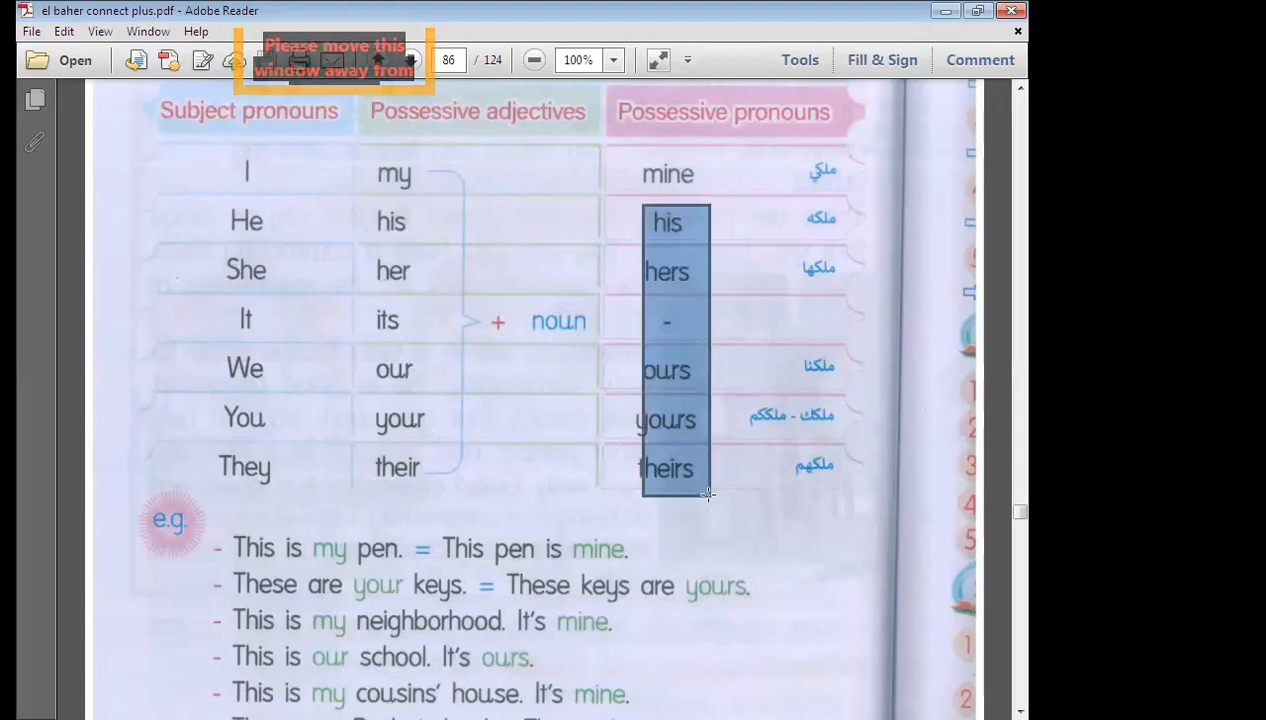 el baher connect plus.pdf - Adobe Reader
File Edit View Window Help
Please move this
window away from
Open 86 / 124 100% Tools Fill & Sign Comment
Subject pronouns Possessive adjectives Possessive pronouns
I my mine ملكي
He his his ملكه
She her hers ملكها
It its + noun -
We our ours ملكنا
You your yours ملكك - ملككم
They their theirs ملكهم
e.g.
- This is my pen. = This pen is mine.
- These are your keys. = These keys are yours.
- This is my neighborhood. It's mine.
- This is our school. It's ours.
- This is my cousins' house. It's mine.